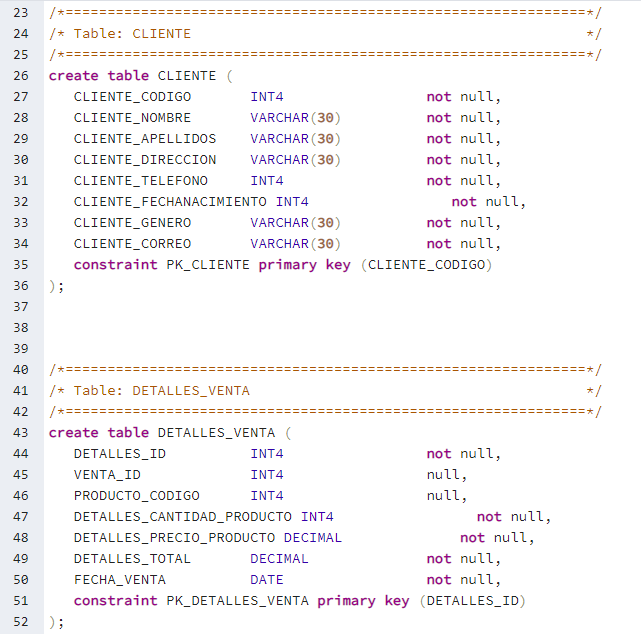 23 /*==============================================================*/
24 /* Table: CLIENTE                                               */
25 /*==============================================================*/
26 create table CLIENTE (
27    CLIENTE_CODIGO       INT4                 not null,
28    CLIENTE_NOMBRE       VARCHAR(30)          not null,
29    CLIENTE_APELLIDOS    VARCHAR(30)          not null,
30    CLIENTE_DIRECCION    VARCHAR(30)          not null,
31    CLIENTE_TELEFONO     INT4                 not null,
32    CLIENTE_FECHANACIMIENTO INT4                 not null,
33    CLIENTE_GENERO       VARCHAR(30)          not null,
34    CLIENTE_CORREO       VARCHAR(30)          not null,
35    constraint PK_CLIENTE primary key (CLIENTE_CODIGO)
36 );
37
38
39
40 /*==============================================================*/
41 /* Table: DETALLES_VENTA                                        */
42 /*==============================================================*/
43 create table DETALLES_VENTA (
44    DETALLES_ID          INT4                 not null,
45    VENTA_ID             INT4                 null,
46    PRODUCTO_CODIGO      INT4                 null,
47    DETALLES_CANTIDAD_PRODUCTO INT4                 not null,
48    DETALLES_PRECIO_PRODUCTO DECIMAL              not null,
49    DETALLES_TOTAL       DECIMAL              not null,
50    FECHA_VENTA          DATE                 not null,
51    constraint PK_DETALLES_VENTA primary key (DETALLES_ID)
52 );